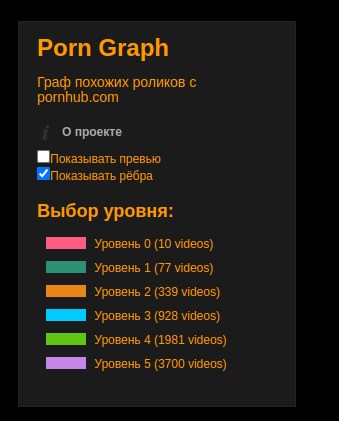 Porn Graph
Граф похожих роликов с
pornhub.com
i О проекте
Показывать превью
Показывать рёбра
Выбор уровня:
Уровень 0 (10 videos)
Уровень 1 (77 videos)
Уровень 2 (339 videos)
Уровень 3 (928 videos)
Уровень 4 (1981 videos)
Уровень 5 (3700 videos)